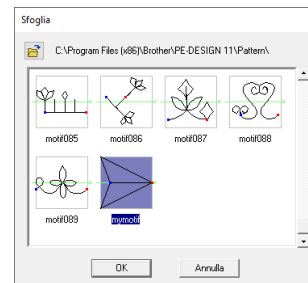 Sfoglia
C:\Program Files (x86)\Brother\PE-DESIGN 11\Pattern\
motif085 motif086 motif087 motif088
motif089 mymotif
OK Annulla